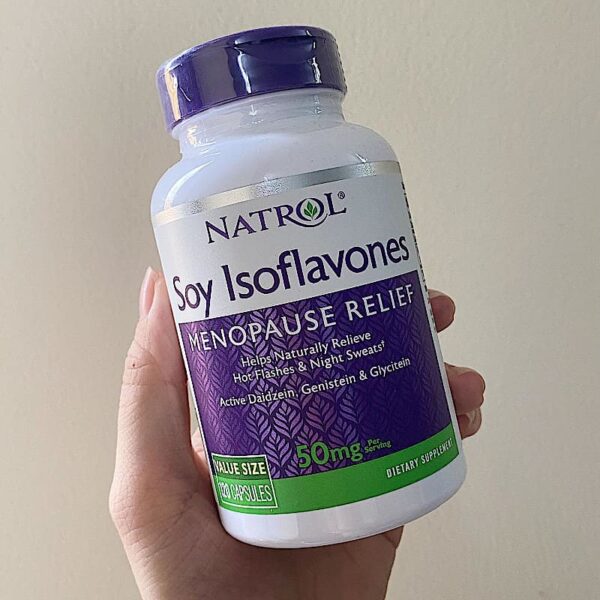 NATROL®
Soy Isoflavones
MENOPAUSE RELIEF
Helps Naturally Relieve
Hot Flashes & Night Sweats†
Active Daidzein, Genistein & Glycitein
50mg Per Serving
VALUE SIZE
120 CAPSULES
DIETARY SUPPLEMENT